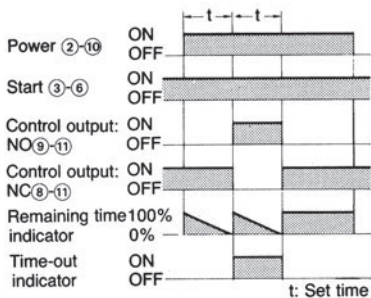 t t
Power ②-⑩ ON
OFF
Start ③-⑥ ON
OFF
Control output: ON
NO⑨-⑪ OFF
Control output: ON
NC⑧-⑪ OFF
Remaining time 100%
indicator 0%
Time-out ON
indicator OFF
t: Set time